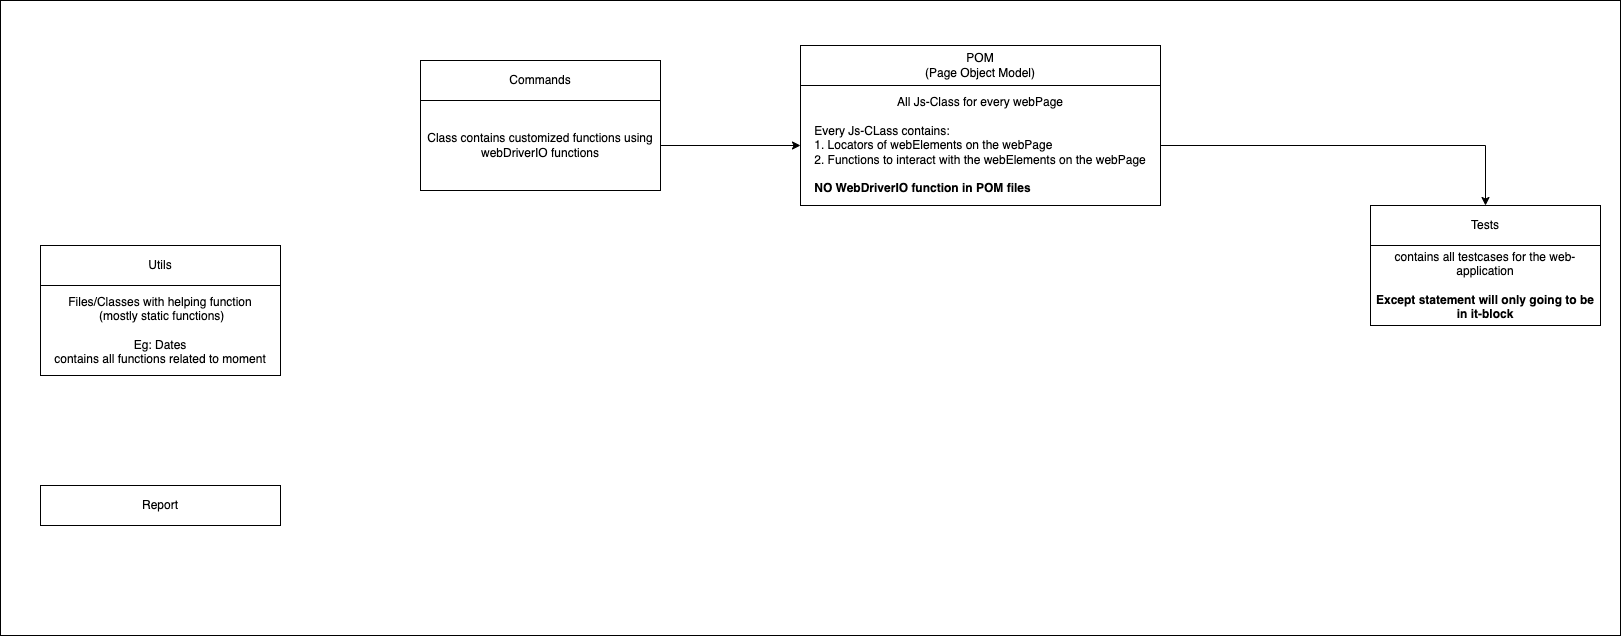 Commands
Class contains customized functions using
webDriverIO functions
POM
(Page Object Model)
All Js-Class for every webPage
Every Js-CLass contains:
1. Locators of webElements on the webPage
2. Functions to interact with the webElements on the webPage
NO WebDriverIO function in POM files
Tests
contains all testcases for the web-
application
Except statement will only going to be
in it-block
Utils
Files/Classes with helping function
(mostly static functions)
Eg: Dates
contains all functions related to moment
Report